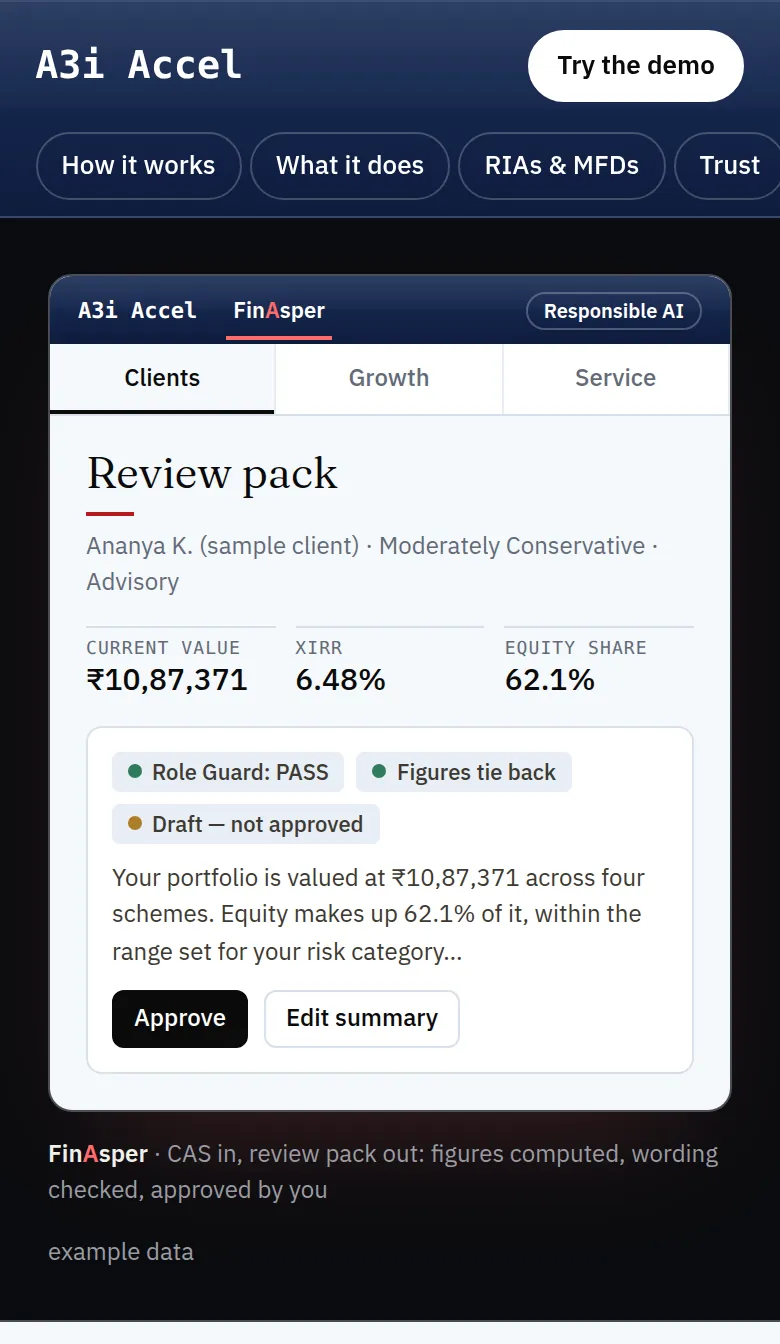 A3i Accel
Try the demo
How it works
What it does
RIAs & MFDs
Trust
A3i Accel
FinAsper
Responsible AI
Clients
Growth
Service
Review pack
Ananya K. (sample client) · Moderately Conservative ·
Advisory
CURRENT VALUE
₹10,87,371
XIRR
6.48%
EQUITY SHARE
62.1%
Role Guard: PASS
Figures tie back
Draft — not approved
Your portfolio is valued at ₹10,87,371 across four
schemes. Equity makes up 62.1% of it, within the
range set for your risk category…
Approve
Edit summary
FinAsper · CAS in, review pack out: figures computed, wording
checked, approved by you
example data